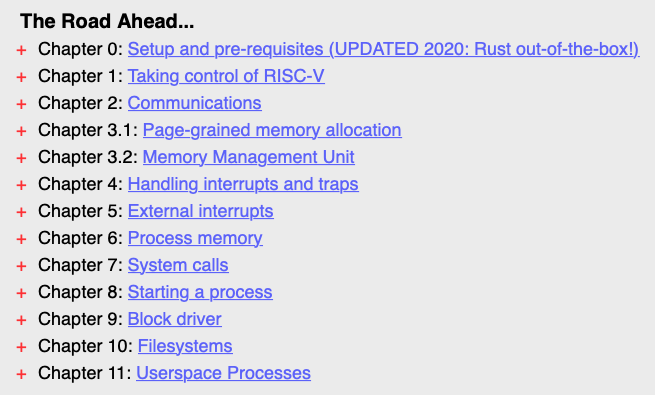 The Road Ahead...
+ Chapter 0: Setup and pre-requisites (UPDATED 2020: Rust out-of-the-box!)
+ Chapter 1: Taking control of RISC-V
+ Chapter 2: Communications
+ Chapter 3.1: Page-grained memory allocation
+ Chapter 3.2: Memory Management Unit
+ Chapter 4: Handling interrupts and traps
+ Chapter 5: External interrupts
+ Chapter 6: Process memory
+ Chapter 7: System calls
+ Chapter 8: Starting a process
+ Chapter 9: Block driver
+ Chapter 10: Filesystems
+ Chapter 11: Userspace Processes